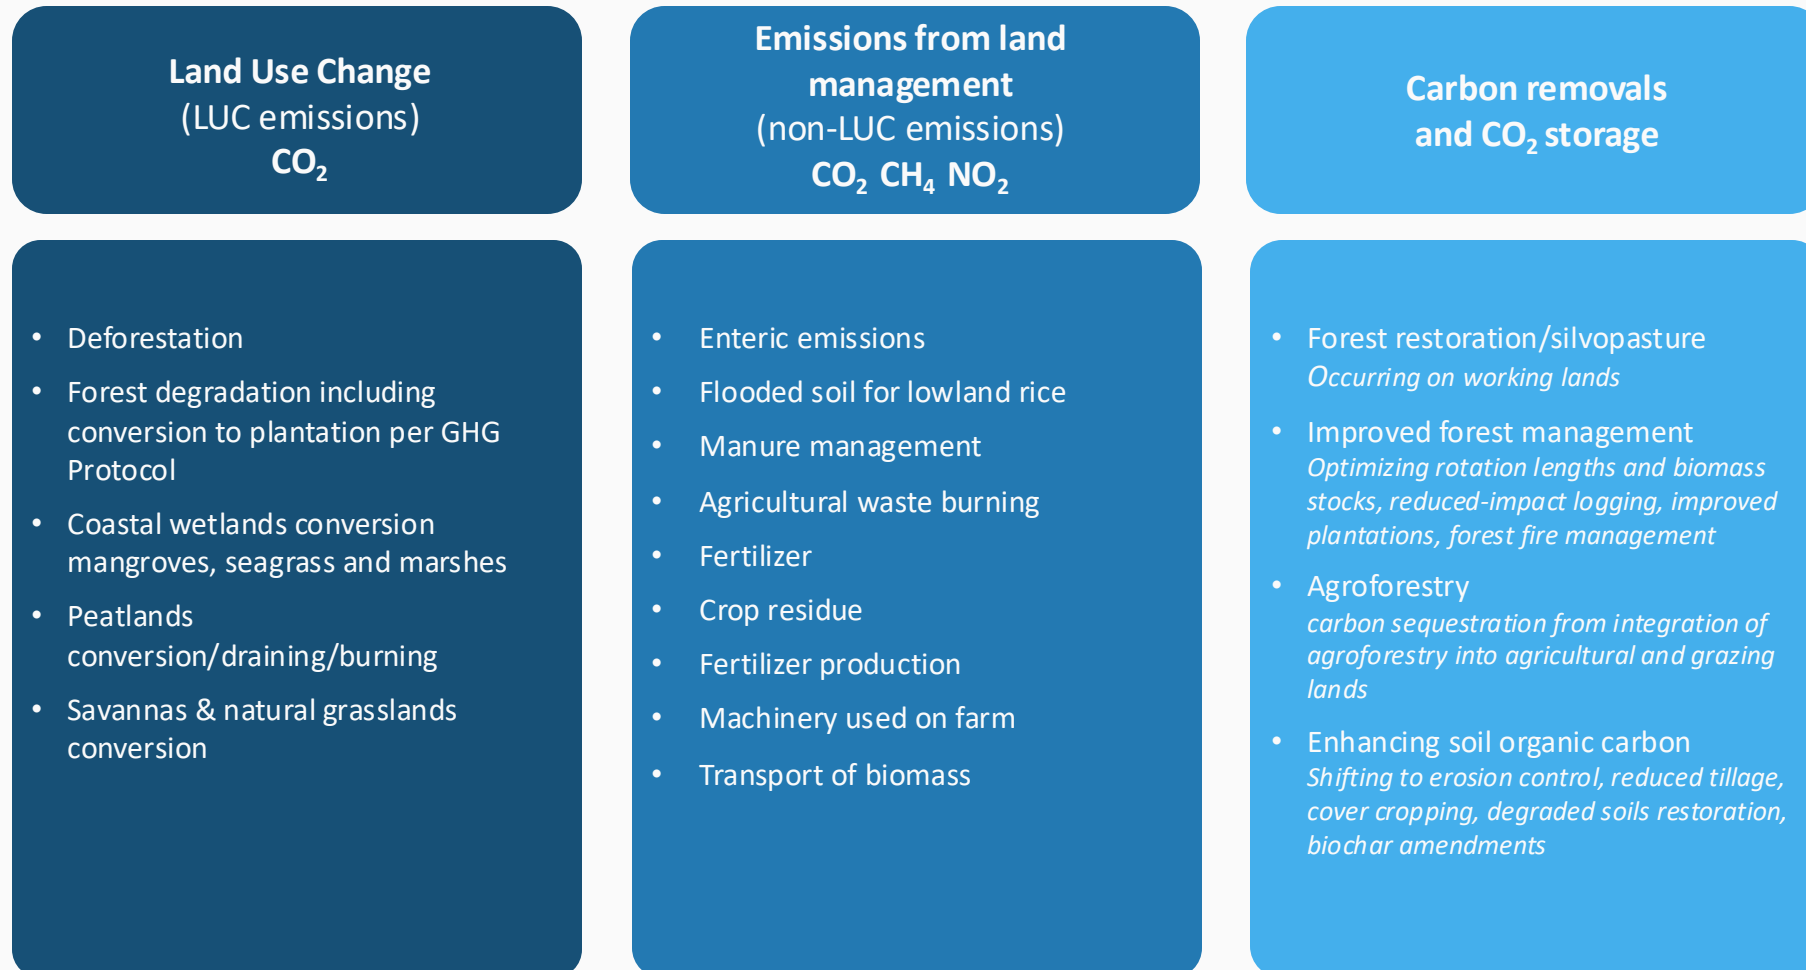 Land Use Change
(LUC emissions)
CO₂
Emissions from land
management
(non-LUC emissions)
CO₂ CH₄ NO₂
Carbon removals
and CO₂ storage
• Deforestation
• Forest degradation including
conversion to plantation per GHG
Protocol
• Coastal wetlands conversion
mangroves, seagrass and marshes
• Peatlands
conversion/draining/burning
• Savannas & natural grasslands
conversion
• Enteric emissions
• Flooded soil for lowland rice
• Manure management
• Agricultural waste burning
• Fertilizer
• Crop residue
• Fertilizer production
• Machinery used on farm
• Transport of biomass
• Forest restoration/silvopasture
Occurring on working lands
• Improved forest management
Optimizing rotation lengths and biomass
stocks, reduced-impact logging, improved
plantations, forest fire management
• Agroforestry
carbon sequestration from integration of
agroforestry into agricultural and grazing
lands
• Enhancing soil organic carbon
Shifting to erosion control, reduced tillage,
cover cropping, degraded soils restoration,
biochar amendments